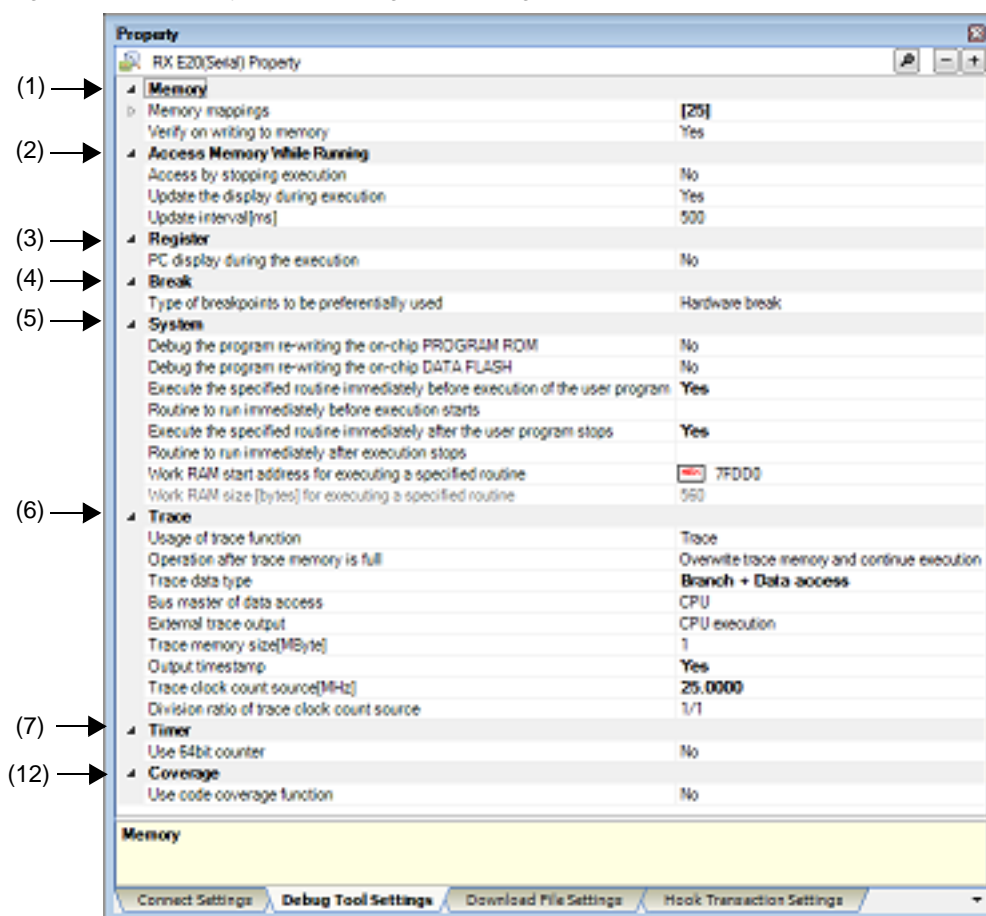 Property
RX E20(Serial) Property
(1) Memory
Memory mappings [25]
Verify on writing to memory Yes
(2) Access Memory While Running
Access by stopping execution No
Update the display during execution Yes
Update interval[ms] 500
(3) Register
PC display during the execution No
(4) Break
Type of breakpoints to be preferentially used Hardware break
(5) System
Debug the program re-writing the on-chip PROGRAM ROM No
Debug the program re-writing the on-chip DATA FLASH No
Execute the specified routine immediately before execution of the user program Yes
Routine to run immediately before execution starts
Execute the specified routine immediately after the user program stops Yes
Routine to run immediately after execution stops
Work RAM start address for executing a specified routine 7FDD0
Work RAM size [bytes] for executing a specified routine 560
(6) Trace
Usage of trace function Trace
Operation after trace memory is full Overwrite trace memory and continue execution
Trace data type Branch + Data access
Bus master of data access CPU
External trace output CPU execution
Trace memory size[MByte] 1
Output timestamp Yes
Trace clock count source[MHz] 25.0000
Division ratio of trace clock count source 1/1
(7) Timer
Use 64bit counter No
(12) Coverage
Use code coverage function No
Memory
Connect Settings Debug Tool Settings Download File Settings Hook Transaction Settings